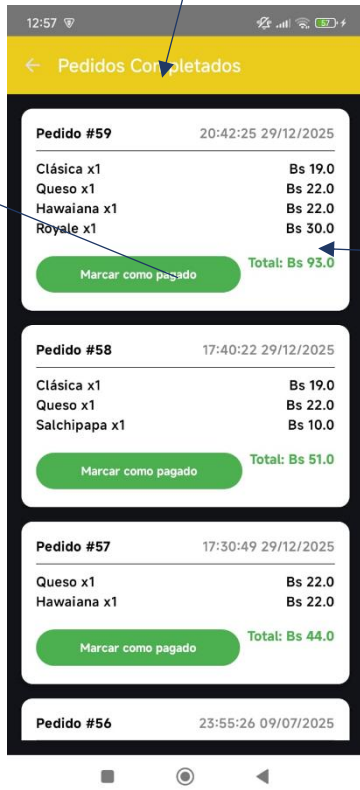 12:57
57
Pedidos Completados
Pedido #59 20:42:25 29/12/2025
Clásica x1 Bs 19.0
Queso x1 Bs 22.0
Hawaiana x1 Bs 22.0
Royale x1 Bs 30.0
Total: Bs 93.0
Marcar como pagado
Pedido #58 17:40:22 29/12/2025
Clásica x1 Bs 19.0
Queso x1 Bs 22.0
Salchipapa x1 Bs 10.0
Total: Bs 51.0
Marcar como pagado
Pedido #57 17:30:49 29/12/2025
Queso x1 Bs 22.0
Hawaiana x1 Bs 22.0
Total: Bs 44.0
Marcar como pagado
Pedido #56 23:55:26 09/07/2025